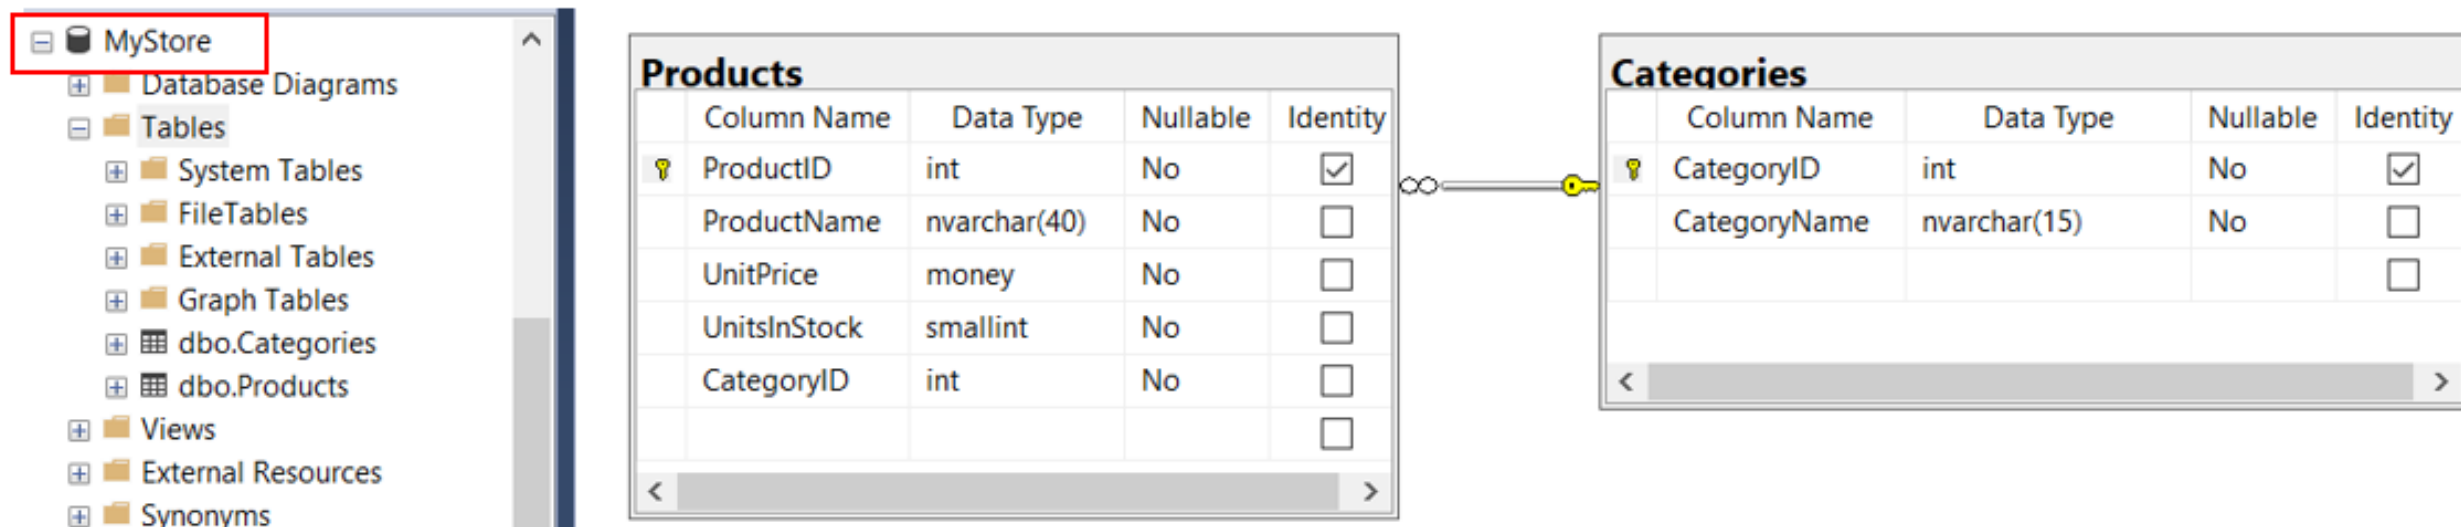 MyStore
Database Diagrams
Tables
System Tables
FileTables
External Tables
Graph Tables
dbo.Categories
dbo.Products
Views
External Resources
Synonyms
Products
Column Name Data Type Nullable Identity
ProductID int No
ProductName nvarchar(40) No
UnitPrice money No
UnitsInStock smallint No
CategoryID int No
Categories
Column Name Data Type Nullable Identity
CategoryID int No
CategoryName nvarchar(15) No